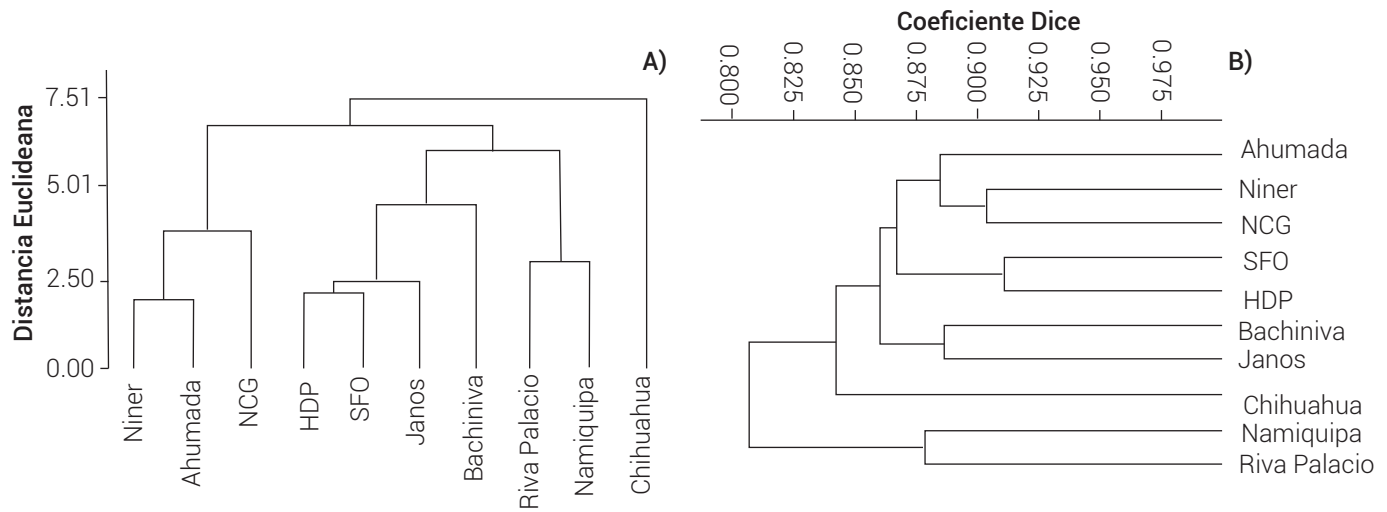 A)
Distancia Euclideana
7.51
5.01
2.50
0.00
Niner
Ahumada
NCG
HDP
SFO
Janos
Bachiniva
Riva Palacio
Namiquipa
Chihuahua
Coeficiente Dice
B)
0.800
0.825
0.850
0.875
0.900
0.925
0.950
0.975
Ahumada
Niner
NCG
SFO
HDP
Bachiniva
Janos
Chihuahua
Namiquipa
Riva Palacio